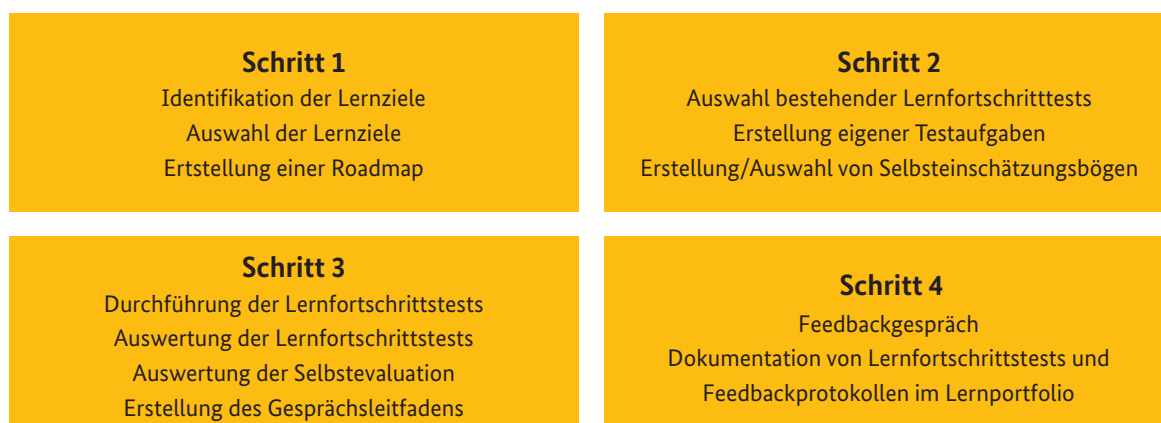 Schritt 1
Identifikation der Lernziele
Auswahl der Lernziele
Ertstellung einer Roadmap
Schritt 2
Auswahl bestehender Lernfortschritttests
Erstellung eigener Testaufgaben
Erstellung/Auswahl von Selbsteinschätzungsbögen
Schritt 3
Durchführung der Lernfortschrittstests
Auswertung der Lernfortschrittstests
Auswertung der Selbstevaluation
Erstellung des Gesprächsleitfadens
Schritt 4
Feedbackgespräch
Dokumentation von Lernfortschrittstests und
Feedbackprotokollen im Lernportfolio